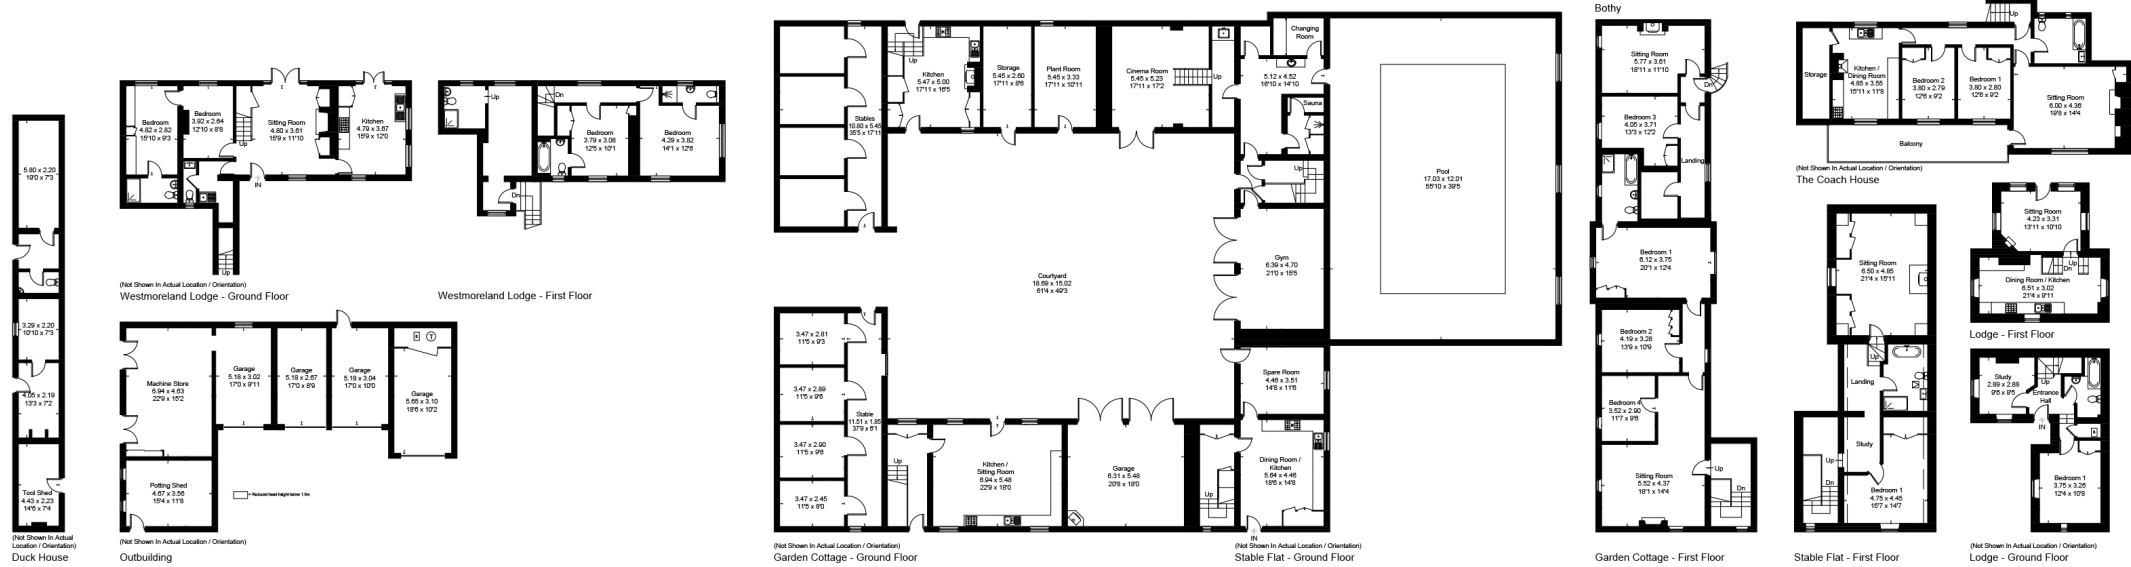 5.80 x 2.20
19'0 x 7'3
3.29 x 2.20
10'10 x 7'3
4.05 x 2.19
13'3 x 7'2
Tool Shed
4.43 x 2.23
14'6 x 7'4
(Not Shown In Actual
Location / Orientation)
Duck House
Bedroom
4.82 x 2.82
15'10 x 9'3
Bedroom
3.92 x 2.64
12'10 x 8'8
Sitting Room
4.80 x 3.61
15'9 x 11'10
Kitchen
4.79 x 3.67
15'9 x 12'0
Up
IN
Up
(Not Shown In Actual Location / Orientation)
Westmoreland Lodge - Ground Floor
Up
Dn
Bedroom
3.79 x 3.08
12'5 x 10'1
Bedroom
4.29 x 3.82
14'1 x 12'6
Dn
Westmoreland Lodge - First Floor
Machine Store
6.94 x 4.63
22'9 x 15'2
Garage
5.18 x 3.02
17'0 x 9'11
Garage
5.18 x 2.67
17'0 x 8'9
Garage
5.18 x 3.04
17'0 x 10'0
T
Garage
5.65 x 3.10
18'6 x 10'2
Potting Shed
4.67 x 3.56
15'4 x 11'8
= Reduced head height below 1.5m
(Not Shown In Actual Location / Orientation)
Outbuilding
Stables
10.80 x 5.45
35'5 x 17'11
Up
Kitchen
5.47 x 5.00
17'11 x 16'5
Storage
5.45 x 2.60
17'11 x 8'6
Plant Room
5.45 x 3.33
17'11 x 10'11
Cinema Room
5.45 x 5.23
17'11 x 17'2
Up
Changing
Room
5.12 x 4.52
16'10 x 14'10
Sauna
Up
Pool
17.03 x 12.01
55'10 x 39'5
Gym
6.39 x 4.70
21'0 x 15'5
Courtyard
18.69 x 15.02
61'4 x 49'3
3.47 x 2.81
11'5 x 9'3
3.47 x 2.89
11'5 x 9'6
3.47 x 2.90
11'5 x 9'6
3.47 x 2.45
11'5 x 8'0
Stable
11.51 x 1.85
37'9 x 6'1
Up
Kitchen /
Sitting Room
6.94 x 5.48
22'9 x 18'0
Garage
6.31 x 5.48
20'8 x 18'0
Up
Spare Room
4.46 x 3.51
14'8 x 11'6
Dining Room /
Kitchen
5.64 x 4.46
18'6 x 14'8
IN
(Not Shown In Actual Location / Orientation)
Garden Cottage - Ground Floor
(Not Shown In Actual Location / Orientation)
Stable Flat - Ground Floor
Bothy
Sitting Room
5.77 x 3.61
18'11 x 11'10
Dn
Bedroom 3
4.05 x 3.71
13'3 x 12'2
Landing
Bedroom 1
6.12 x 3.75
20'1 x 12'4
Bedroom 2
4.19 x 3.28
13'9 x 10'9
Bedroom 4
3.52 x 2.90
11'7 x 9'6
Sitting Room
5.52 x 4.37
18'1 x 14'4
Up
Dn
Garden Cottage - First Floor
Up
Storage
Kitchen /
Dining Room
4.85 x 3.55
15'11 x 11'8
Bedroom 2
3.80 x 2.79
12'6 x 9'2
Bedroom 1
3.80 x 2.80
12'6 x 9'2
Sitting Room
6.00 x 4.36
19'8 x 14'4
Balcony
(Not Shown In Actual Location / Orientation)
The Coach House
Sitting Room
6.50 x 4.85
21'4 x 15'11
Up
Landing
Study
Up
Dn
Bedroom 1
4.75 x 4.45
15'7 x 14'7
Stable Flat - First Floor
Sitting Room
4.23 x 3.31
13'11 x 10'10
Up
Dn
Dining Room / Kitchen
6.51 x 3.02
21'4 x 9'11
Lodge - First Floor
Study
2.89 x 2.88
9'6 x 9'5
Up
Entrance
Hall
IN
Bedroom 1
3.75 x 3.26
12'4 x 10'8
(Not Shown In Actual Location / Orientation)
Lodge - Ground Floor